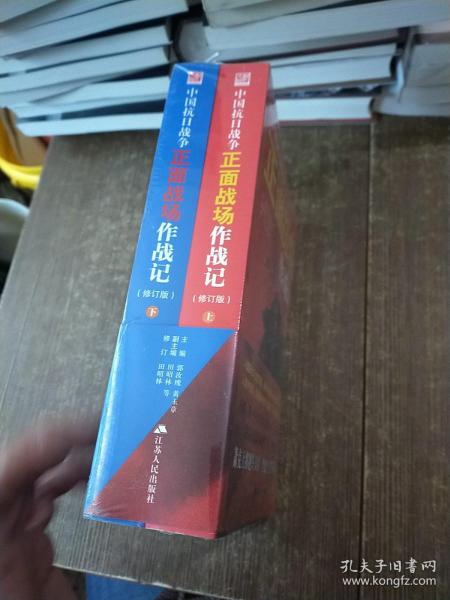 中国抗日战争
正面战场
作战记
(修订版)
上
中国抗日战争
正面战场
作战记
(修订版)
下
主编 郭汝瑰 黄玉章
副主编 田昭林
修订 田昭林 等
江苏人民出版社
孔夫子旧书网
www.kongfz.com